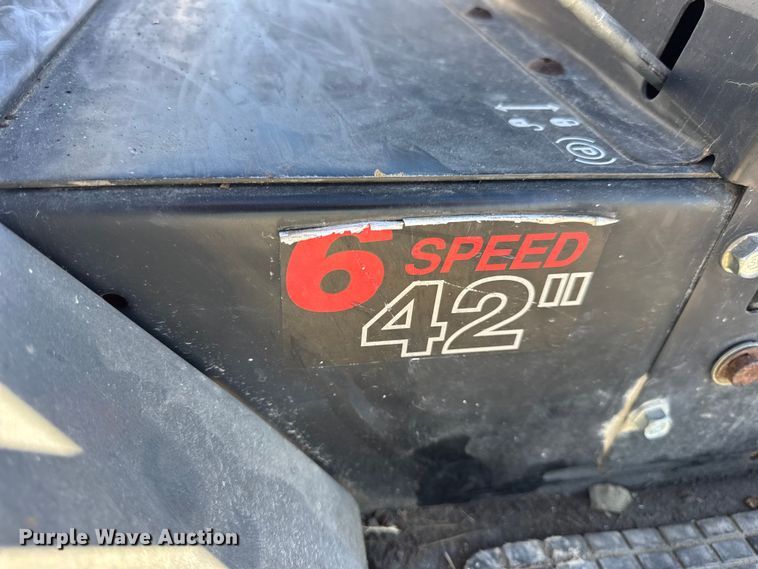 6 SPEED
42"
Purple Wave Auction®